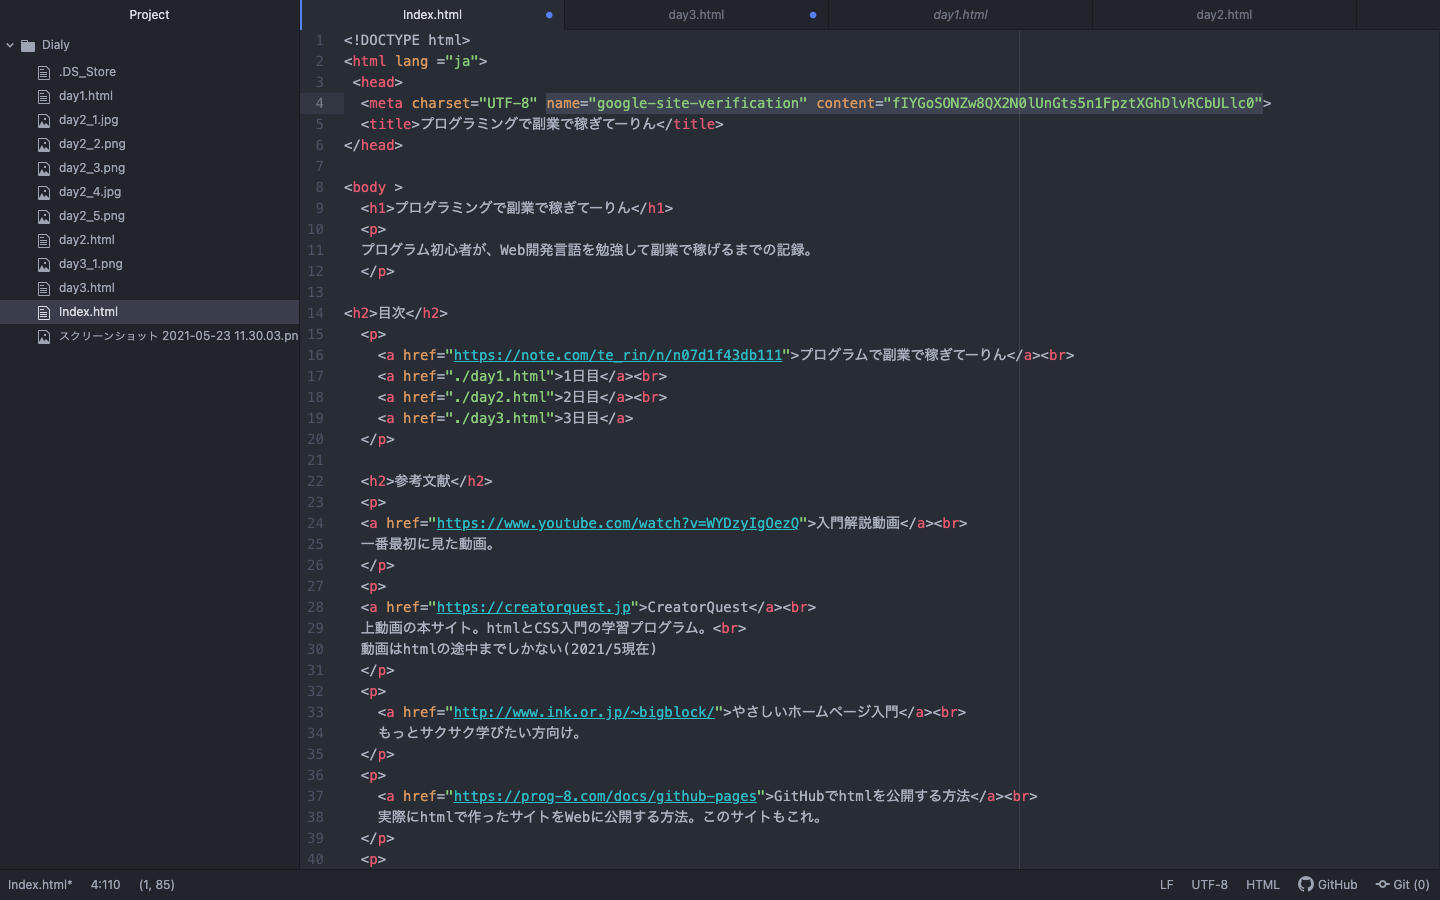 Project
Index.html
day3.html
day1.html
day2.html
Dialy
.DS_Store
day1.html
day2_1.jpg
day2_2.png
day2_3.png
day2_4.jpg
day2_5.png
day2.html
day3_1.png
day3.html
Index.html
スクリーンショット 2021-05-23 11.30.03.pn
1 <!DOCTYPE html>
2 <html lang ="ja">
3 <head>
4 <meta charset="UTF-8" name="google-site-verification" content="fIYGoSONZw8QX2N0lUnGts5n1FpztXGhDlvRCbULlc0">
5 <title>プログラミングで副業で稼ぎてーりん</title>
6 </head>
7
8 <body >
9 <h1>プログラミングで副業で稼ぎてーりん</h1>
10 <p>
11 プログラム初心者が、Web開発言語を勉強して副業で稼げるまでの記録。
12 </p>
13
14 <h2>目次</h2>
15 <p>
16 <a href="https://note.com/te_rin/n/n07d1f43db111">プログラムで副業で稼ぎてーりん</a><br>
17 <a href="./day1.html">1日目</a><br>
18 <a href="./day2.html">2日目</a><br>
19 <a href="./day3.html">3日目</a>
20 </p>
21
22 <h2>参考文献</h2>
23 <p>
24 <a href="https://www.youtube.com/watch?v=WYDzyIgOezQ">入門解説動画</a><br>
25 一番最初に見た動画。
26 </p>
27 <p>
28 <a href="https://creatorquest.jp">CreatorQuest</a><br>
29 上動画の本サイト。htmlとCSS入門の学習プログラム。<br>
30 動画はhtmlの途中までしかない(2021/5現在)
31 </p>
32 <p>
33 <a href="http://www.ink.or.jp/~bigblock/">やさしいホームページ入門</a><br>
34 もっとサクサク学びたい方向け。
35 </p>
36 <p>
37 <a href="https://prog-8.com/docs/github-pages">GitHubでhtmlを公開する方法</a><br>
38 実際にhtmlで作ったサイトをWebに公開する方法。このサイトもこれ。
39 </p>
40 <p>
Index.html* 4:110 (1, 85) LF UTF-8 HTML GitHub Git (0)